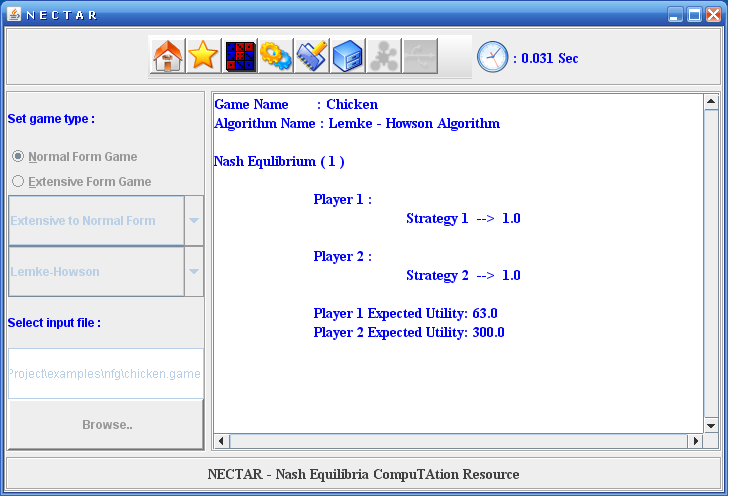 N E C T A R
: 0.031 Sec
Set game type :
Normal Form Game
Extensive Form Game
Extensive to Normal Form
Lemke-Howson
Select input file :
Project\examples\nfg\chicken.game
Browse..
Game Name : Chicken
Algorithm Name : Lemke - Howson Algorithm
Nash Equlibrium ( 1 )
Player 1 :
Strategy 1 --> 1.0
Player 2 :
Strategy 2 --> 1.0
Player 1 Expected Utility: 63.0
Player 2 Expected Utility: 300.0
NECTAR - Nash Equilibria CompuTAtion Resource